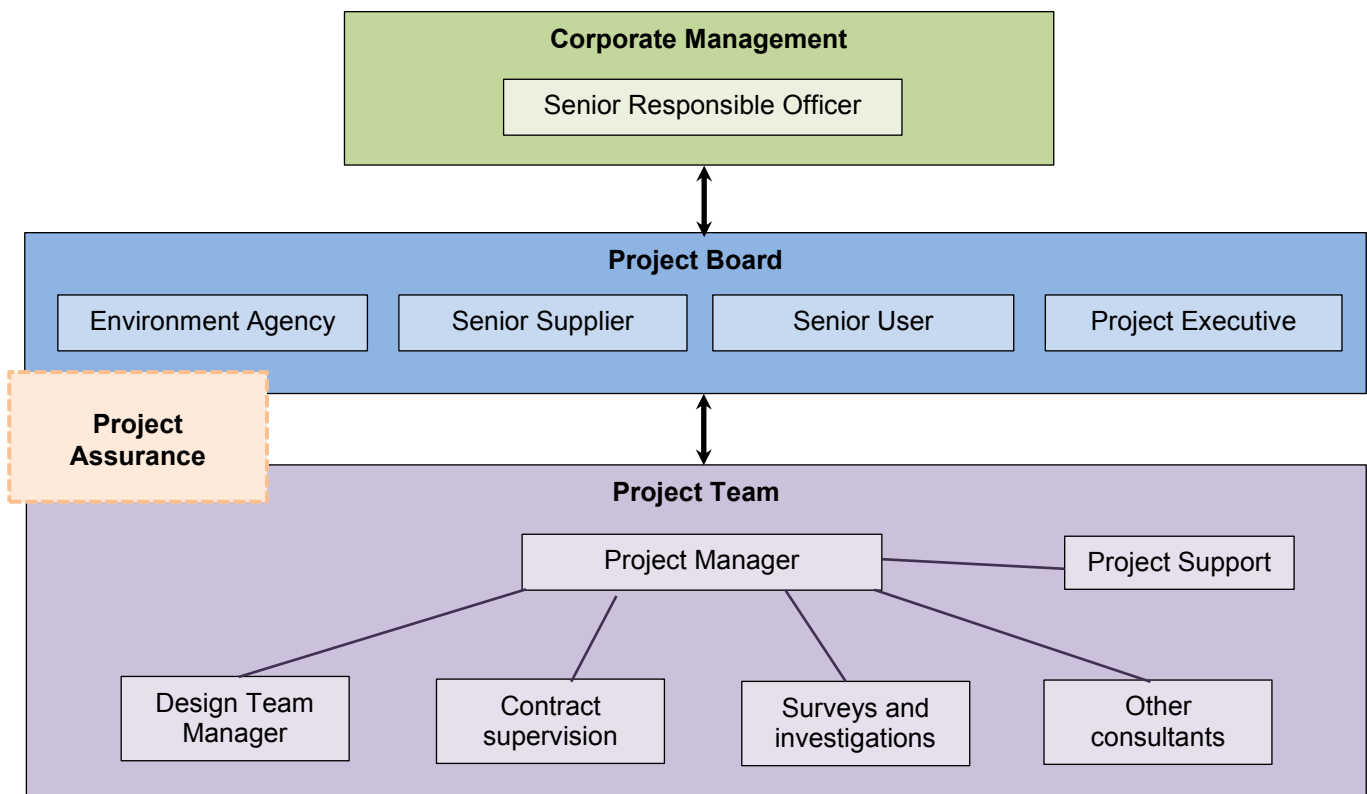 Corporate Management
Senior Responsible Officer
Project Board
Environment Agency
Senior Supplier
Senior User
Project Executive
Project
Assurance
Project Team
Project Manager
Project Support
Design Team
Manager
Contract
supervision
Surveys and
investigations
Other
consultants